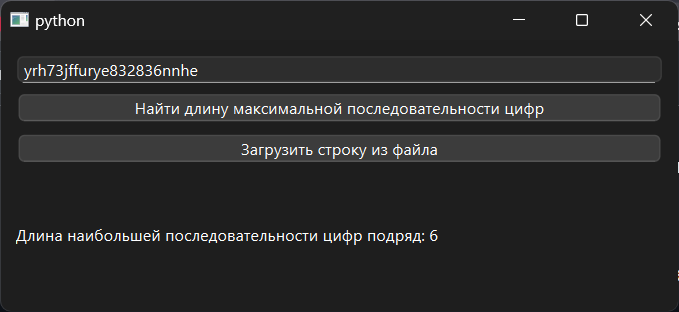 python
yrh73jffurye832836nnhe
Найти длину максимальной последовательности цифр
Загрузить строку из файла
Длина наибольшей последовательности цифр подряд: 6